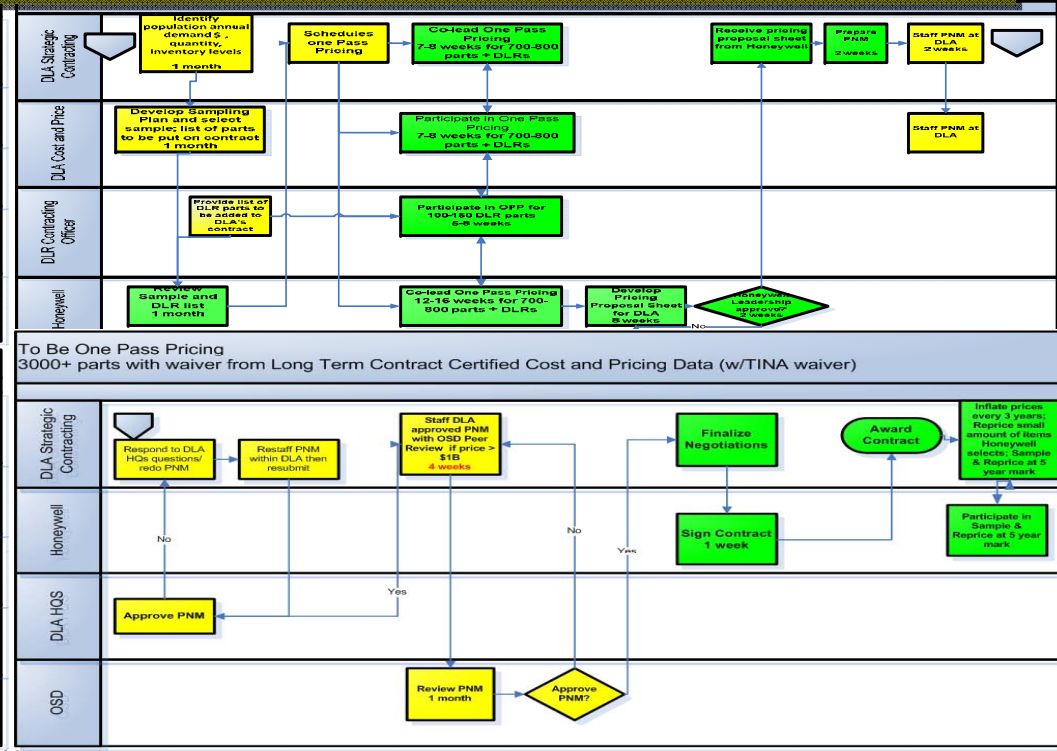 DLA Strategic
Contracting
Identify
population annual
demand $ ,
quantity,
inventory levels
1 month
Schedules
one Pass
Pricing
Co-lead One Pass
Pricing
7-8 weeks for 700-800
parts + DLRs
Receive pricing
proposal sheet
from Honeywell
Prepare
PNM
2 weeks
Staff PNM at
DLA
2 weeks
DLA Cost and Price
Develop Sampling
Plan and select
sample; list of parts
to be put on contract
1 month
Participate in One Pass
Pricing
7-8 weeks for 700-800
parts + DLRs
Staff PNM at
DLA
DLR Contracting
Officer
Provide list of
DLR parts to
be added to
DLA's
contract
Participate in OPP for
100-150 DLR parts
weeks
Honeywell
Review
Sample and
DLR list
1 month
Co-lead One Pass Pricing
12-16 weeks for 700-
800 parts + DLRs
Develop
Pricing
Proposal Sheet
for DLA
weeks
Honeywell
Leadership
approve?
2 weeks
No
To Be One Pass Pricing
3000+ parts with waiver from Long Term Contract Certified Cost and Pricing Data (w/TINA waiver)
DLA Strategic
Contracting
Respond to DLA
HQs questions/
redo PNM
Restaff PNM
within DLA then
resubmit
Staff DLA
approved PNM
with OSD Peer
Review if price >
$1B
4 weeks
Finalize
Negotiations
Award
Contract
Inflate prices
every 3 years;
Reprice small
amount of items
Honeywell
selects; Sample
& Reprice at 5
year mark
Honeywell
No
No
Yes
Sign Contract
1 week
Participate in
Sample &
Reprice at 5 year
mark
DLA HQS
Approve PNM
Yes
OSD
Review PNM
1 month
Approve
PNM?